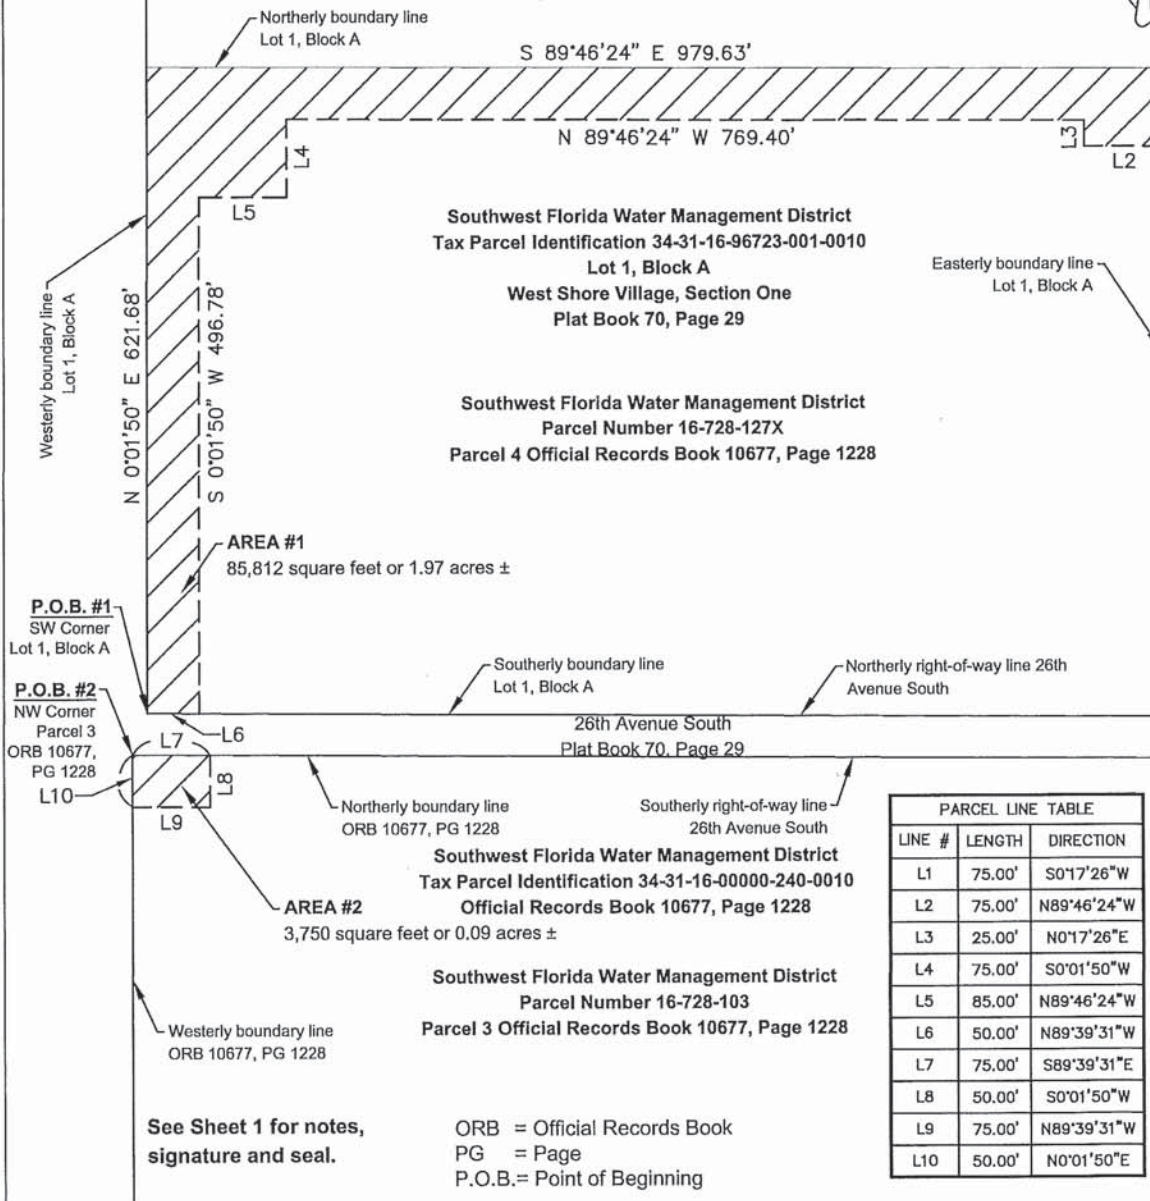 Northerly boundary line
Lot 1, Block A
S 89°46'24" E 979.63'
N 89°46'24" W 769.40'
L3
L2
L4
L5
Southwest Florida Water Management District
Tax Parcel Identification 34-31-16-96723-001-0010
Lot 1, Block A
West Shore Village, Section One
Plat Book 70, Page 29
Easterly boundary line
Lot 1, Block A
Westerly boundary line
Lot 1, Block A
N 0°01'50" E 621.68'
S 0°01'50" W 496.78'
Southwest Florida Water Management District
Parcel Number 16-728-127X
Parcel 4 Official Records Book 10677, Page 1228
AREA #1
85,812 square feet or 1.97 acres ±
P.O.B. #1
SW Corner
Lot 1, Block A
P.O.B. #2
NW Corner
Parcel 3
ORB 10677,
PG 1228
Southerly boundary line
Lot 1, Block A
Northerly right-of-way line 26th
Avenue South
26th Avenue South
Plat Book 70, Page 29
L6
L7
L8
L9
L10
Northerly boundary line
ORB 10677, PG 1228
Southerly right-of-way line
26th Avenue South
Southwest Florida Water Management District
Tax Parcel Identification 34-31-16-00000-240-0010
Official Records Book 10677, Page 1228
AREA #2
3,750 square feet or 0.09 acres ±
Southwest Florida Water Management District
Parcel Number 16-728-103
Parcel 3 Official Records Book 10677, Page 1228
Westerly boundary line
ORB 10677, PG 1228
PARCEL LINE TABLE
LINE # LENGTH DIRECTION
L1 75.00' S0°17'26"W
L2 75.00' N89°46'24"W
L3 25.00' N0°17'26"E
L4 75.00' S0°01'50"W
L5 85.00' N89°46'24"W
L6 50.00' N89°39'31"W
L7 75.00' S89°39'31"E
L8 50.00' S0°01'50"W
L9 75.00' N89°39'31"W
L10 50.00' N0°01'50"E
See Sheet 1 for notes,
signature and seal.
ORB = Official Records Book
PG = Page
P.O.B.= Point of Beginning